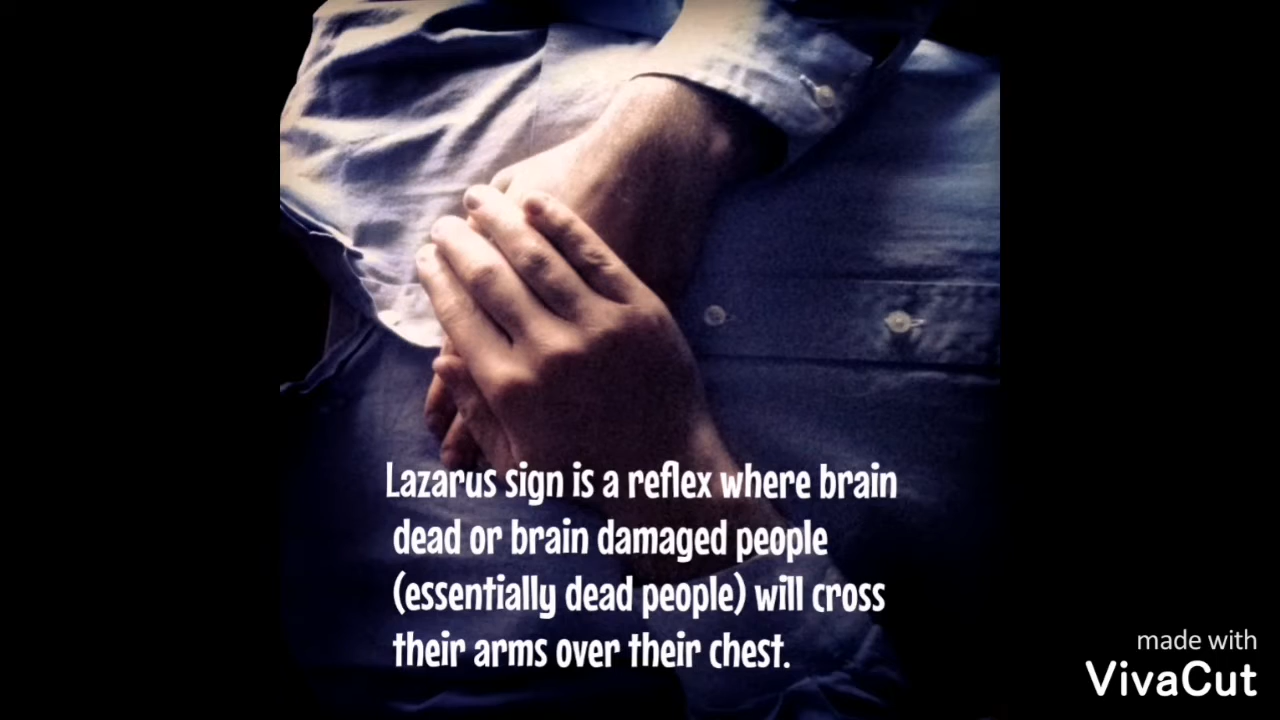 Lazarus sign is a reflex where brain
dead or brain damaged people
(essentially dead people) will cross
their arms over their chest.
made with
VivaCut